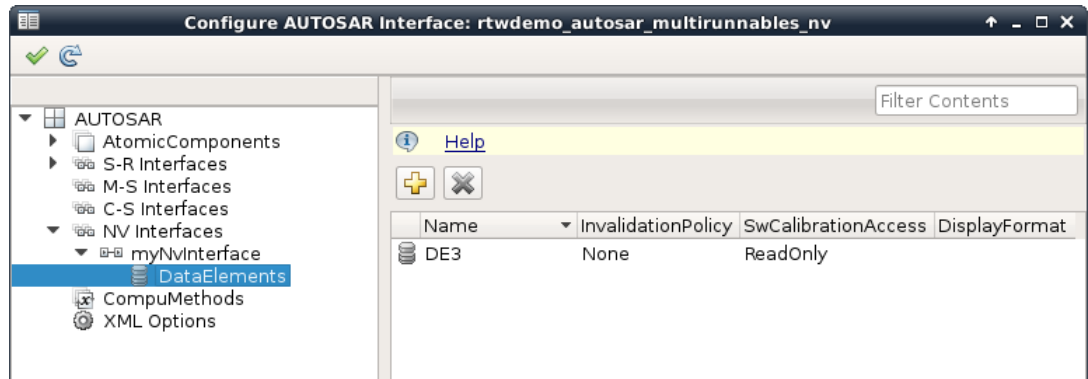 Configure AUTOSAR Interface: rtwdemo_autosar_multirunnables_nv
Filter Contents
AUTOSAR
AtomicComponents
S-R Interfaces
M-S Interfaces
C-S Interfaces
NV Interfaces
myNvInterface
DataElements
CompuMethods
XML Options
Help
Name InvalidationPolicy SwCalibrationAccess DisplayFormat
DE3 None ReadOnly